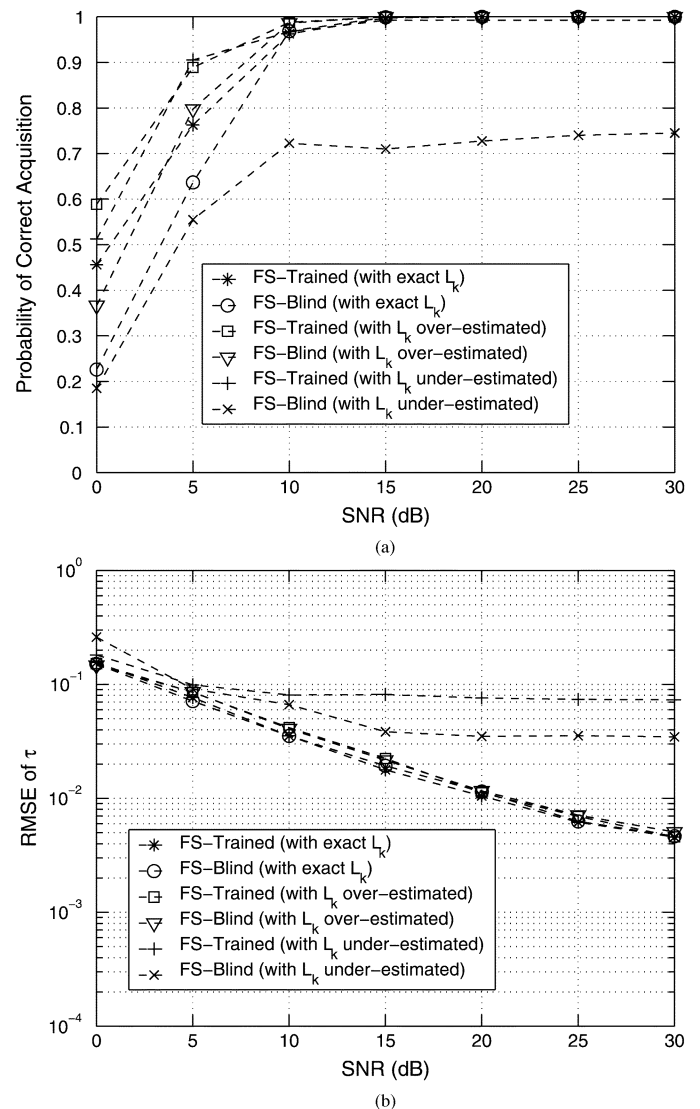 1
0.9
0.8
0.7
0.6
0.5
0.4
0.3
0.2
0.1
0
Probability of Correct Acquisition
FS-Trained (with exact Lk)
FS-Blind (with exact Lk)
FS-Trained (with Lk over-estimated)
FS-Blind (with Lk over-estimated)
FS-Trained (with Lk under-estimated)
FS-Blind (with Lk under-estimated)
0 5 10 15 20 25 30
SNR (dB)
(a)
10^0
10^-1
10^-2
10^-3
10^-4
RMSE of τ
FS-Trained (with exact Lk)
FS-Blind (with exact Lk)
FS-Trained (with Lk over-estimated)
FS-Blind (with Lk over-estimated)
FS-Trained (with Lk under-estimated)
FS-Blind (with Lk under-estimated)
0 5 10 15 20 25 30
SNR (dB)
(b)